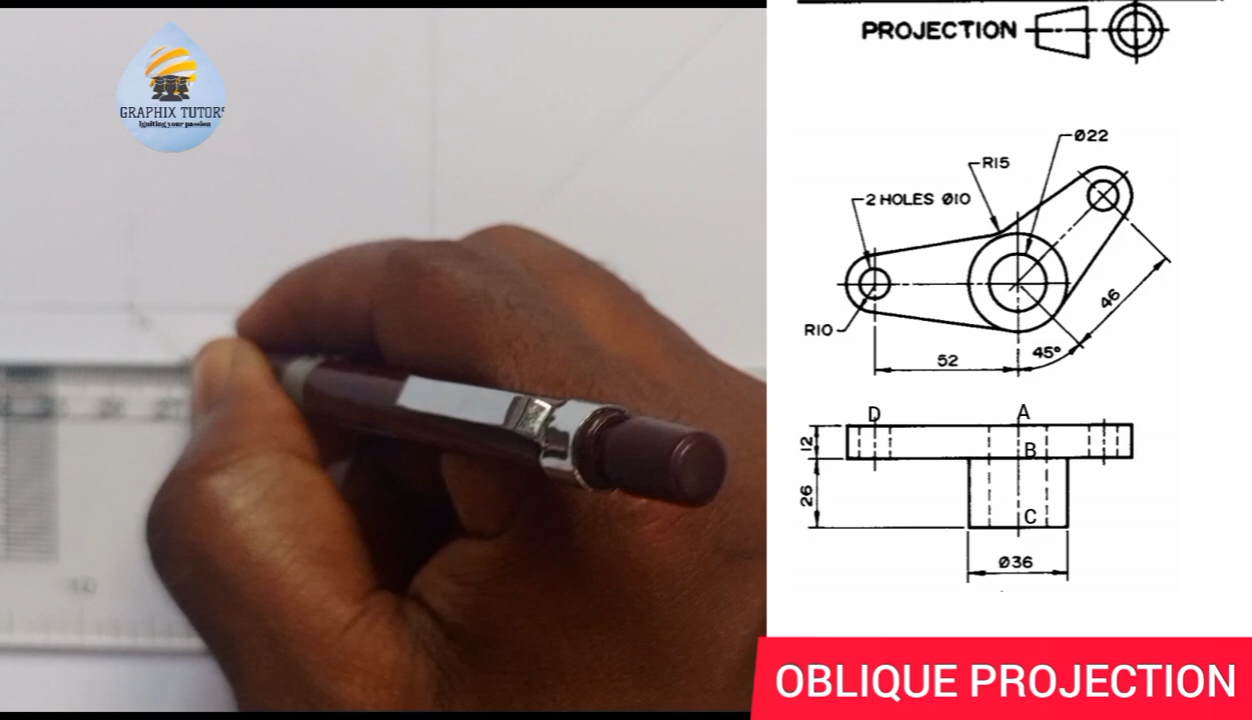 GRAPHIX TUTORS
Igniting your passion
PROJECTION
Ø22
R15
2 HOLES Ø10
R10
46
45°
52
D
A
12
B
26
C
Ø36
10
OBLIQUE PROJECTION